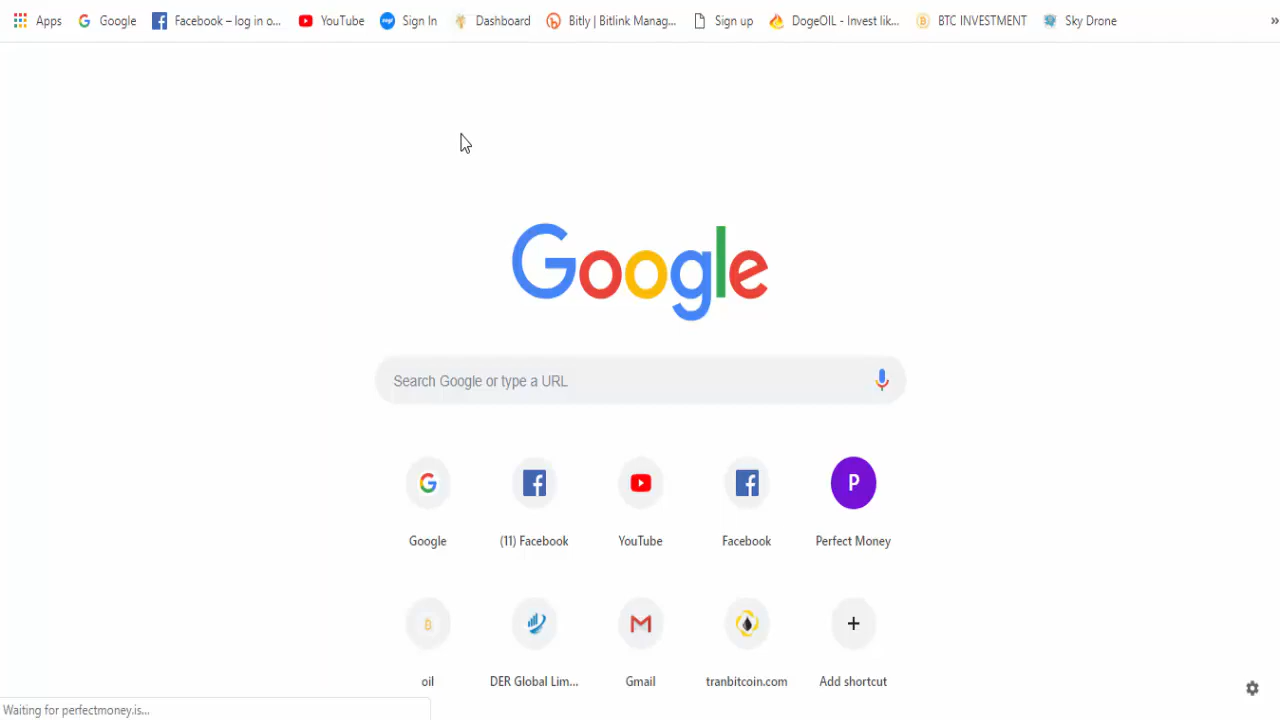 Apps Google Facebook – log in o... YouTube Sign In Dashboard Bitly | Bitlink Manag... Sign up DogeOIL - Invest lik... BTC INVESTMENT Sky Drone »
Google
Search Google or type a URL
P
Google (11) Facebook YouTube Facebook Perfect Money
oil DER Global Lim... Gmail tranbitcoin.com Add shortcut
Waiting for perfectmoney.is...